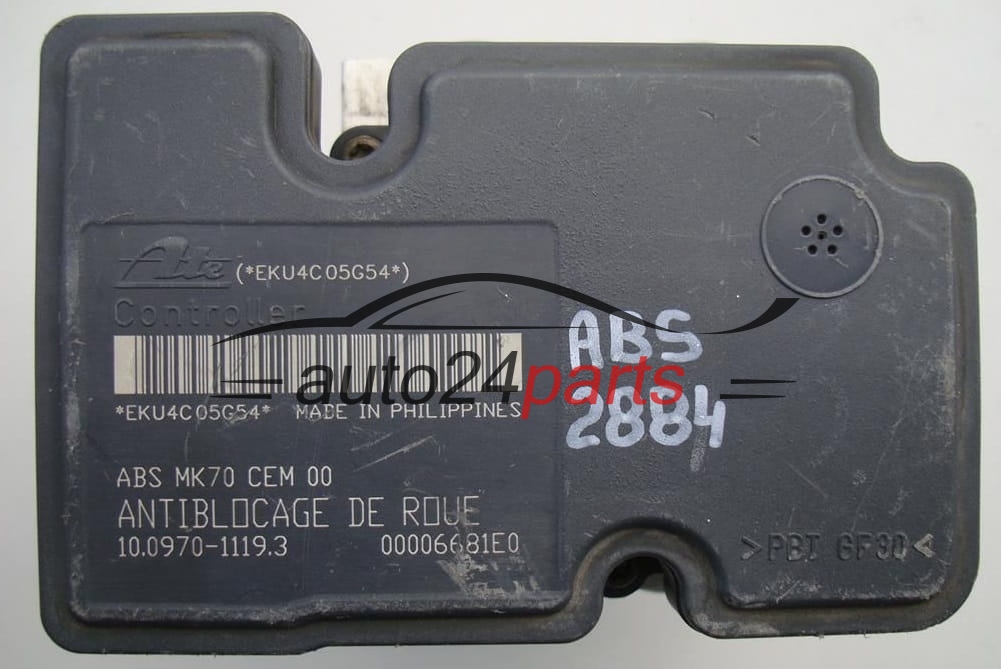 Ate (*EKU4C05G54*)
Controller
*EKU4C05G54* MADE IN PHILIPPINES
ABS MK70 CEM 00
ANTIBLOCAGE DE ROUE
10.0970-1119.3 00006681E0
ABS
2884
auto24parts
>PBT GF30<